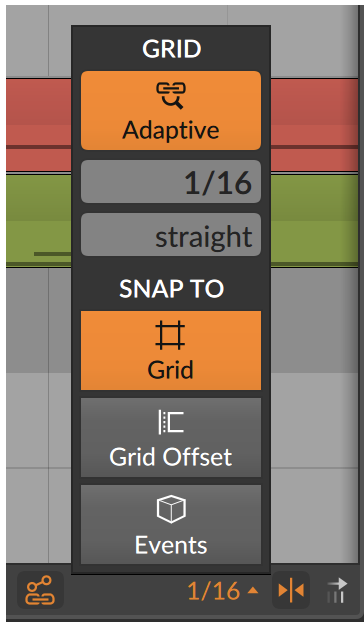 GRID
Adaptive
1/16
straight
SNAP TO
Grid
Grid Offset
Events
1/16